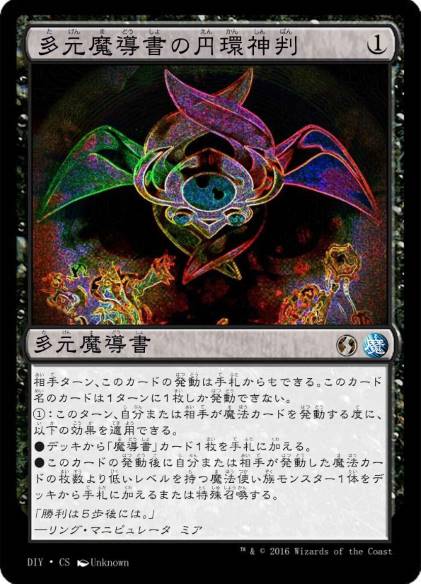 多元魔導書の円環神判 1
多元魔導書 魔
相手ターン、このカードの発動は手札からもできる。このカード
名のカードは1ターンに1枚しか発動できない。
①：このターン、自分または相手が魔法カードを発動する度に、
以下の効果を適用できる。
●デッキから「魔導書」カード1枚を手札に加える。
●このカードの発動後に自分または相手が発動した魔法カー
ドの枚数より低いレベルを持つ魔法使い族モンスター1体をデ
ッキから手札に加えるまたは特殊召喚する。
「勝利は5歩後には。」
―リング・マニピュレータ ミア
DIY • CS Unknown
™ & © 2016 Wizards of the Coast